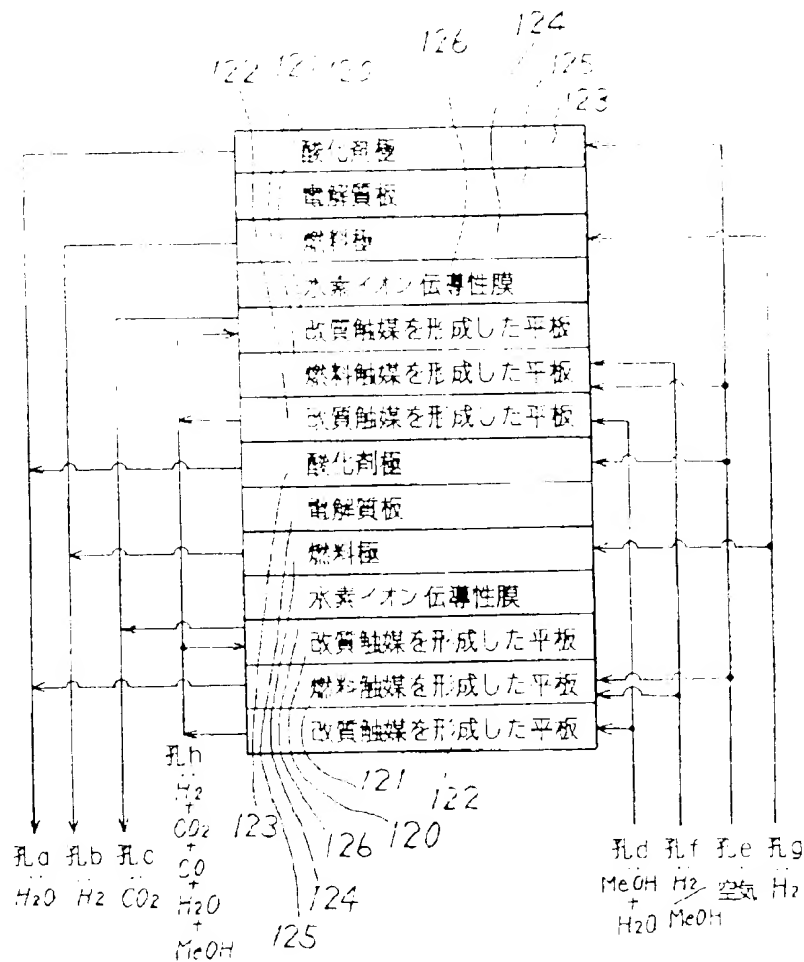 126
124
122
121
120
125
123
酸化剤極
電解質板
燃料極
水素イオン伝導性膜
改質触媒を形成した平板
燃料触媒を形成した平板
改質触媒を形成した平板
酸化剤極
電解質板
燃料極
水素イオン伝導性膜
改質触媒を形成した平板
燃料触媒を形成した平板
改質触媒を形成した平板
121
122
123
126
120
124
125
孔a
H2O
孔b
H2
孔c
CO2
孔h
H2
+
CO2
+
CO
+
H2O
+
MeOH
孔d
MeOH
+
H2O
孔f
H2
MeOH
孔e
空気
孔g
H2